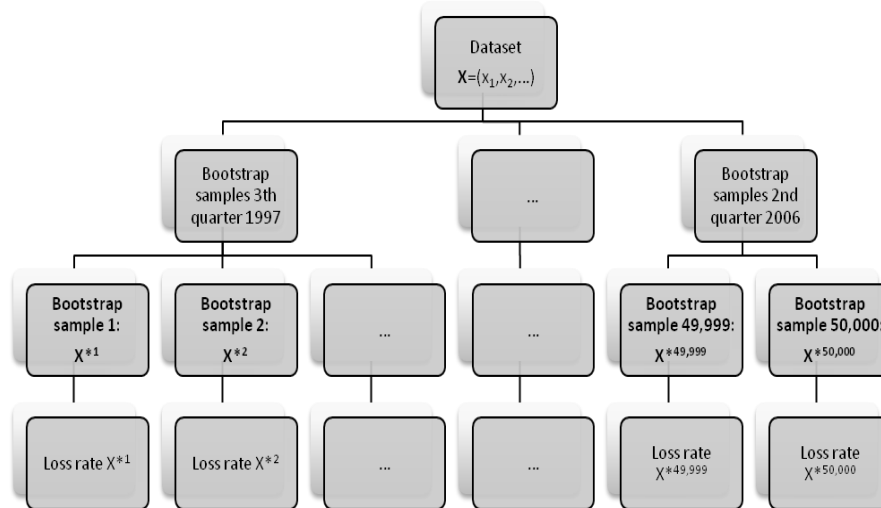 Dataset
X=(x₁,x₂,...)
Bootstrap
samples 3th
quarter 1997
...
Bootstrap
samples 2nd
quarter 2006
Bootstrap
sample 1:
X*1
Bootstrap
sample 2:
X*2
...
...
Bootstrap
sample 49,999:
X*49,999
Bootstrap
sample 50,000:
X*50,000
Loss rate X*1
Loss rate X*2
...
...
Loss rate
X*49,999
Loss rate
X*50,000